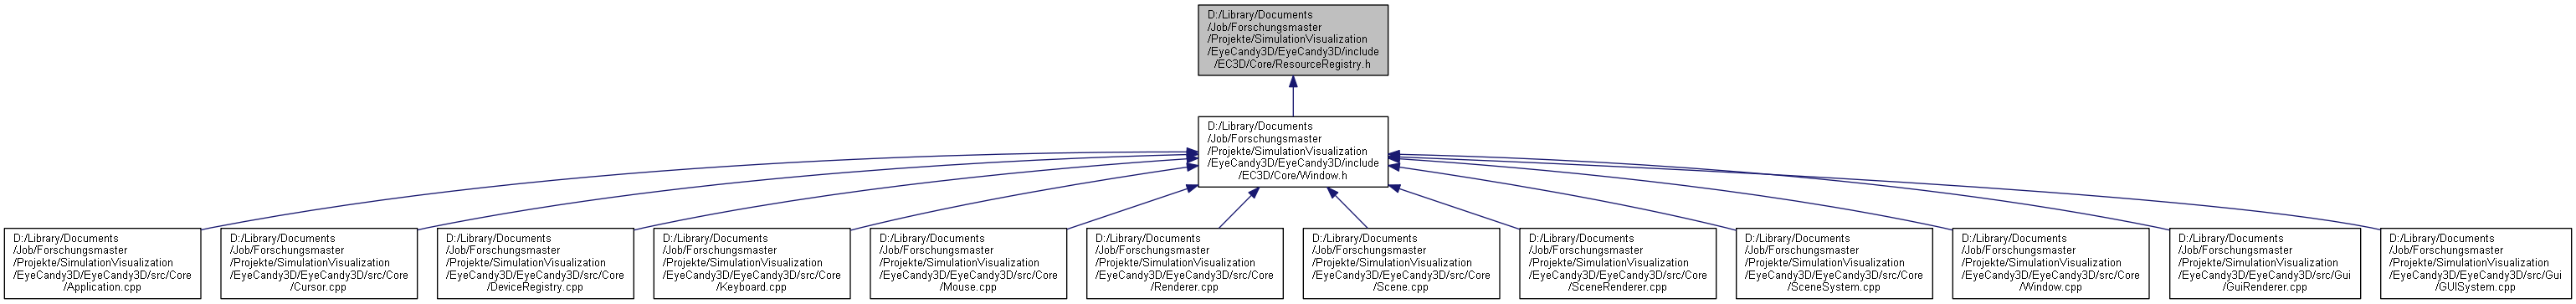 D:/Library/Documents
/Job/Forschungsmaster
/Projekte/SimulationVisualization
/EyeCandy3D/EyeCandy3D/include
/EC3D/Core/ResourceRegistry.h
D:/Library/Documents
/Job/Forschungsmaster
/Projekte/SimulationVisualization
/EyeCandy3D/EyeCandy3D/include
/EC3D/Core/Window.h
D:/Library/Documents
/Job/Forschungsmaster
/Projekte/SimulationVisualization
/EyeCandy3D/EyeCandy3D/src/Core
/Application.cpp
D:/Library/Documents
/Job/Forschungsmaster
/Projekte/SimulationVisualization
/EyeCandy3D/EyeCandy3D/src/Core
/Cursor.cpp
D:/Library/Documents
/Job/Forschungsmaster
/Projekte/SimulationVisualization
/EyeCandy3D/EyeCandy3D/src/Core
/DeviceRegistry.cpp
D:/Library/Documents
/Job/Forschungsmaster
/Projekte/SimulationVisualization
/EyeCandy3D/EyeCandy3D/src/Core
/Keyboard.cpp
D:/Library/Documents
/Job/Forschungsmaster
/Projekte/SimulationVisualization
/EyeCandy3D/EyeCandy3D/src/Core
/Mouse.cpp
D:/Library/Documents
/Job/Forschungsmaster
/Projekte/SimulationVisualization
/EyeCandy3D/EyeCandy3D/src/Core
/Renderer.cpp
D:/Library/Documents
/Job/Forschungsmaster
/Projekte/SimulationVisualization
/EyeCandy3D/EyeCandy3D/src/Core
/Scene.cpp
D:/Library/Documents
/Job/Forschungsmaster
/Projekte/SimulationVisualization
/EyeCandy3D/EyeCandy3D/src/Core
/SceneRenderer.cpp
D:/Library/Documents
/Job/Forschungsmaster
/Projekte/SimulationVisualization
/EyeCandy3D/EyeCandy3D/src/Core
/SceneSystem.cpp
D:/Library/Documents
/Job/Forschungsmaster
/Projekte/SimulationVisualization
/EyeCandy3D/EyeCandy3D/src/Core
/Window.cpp
D:/Library/Documents
/Job/Forschungsmaster
/Projekte/SimulationVisualization
/EyeCandy3D/EyeCandy3D/src/Gui
/GuiRenderer.cpp
D:/Library/Documents
/Job/Forschungsmaster
/Projekte/SimulationVisualization
/EyeCandy3D/EyeCandy3D/src/Gui
/GUISystem.cpp